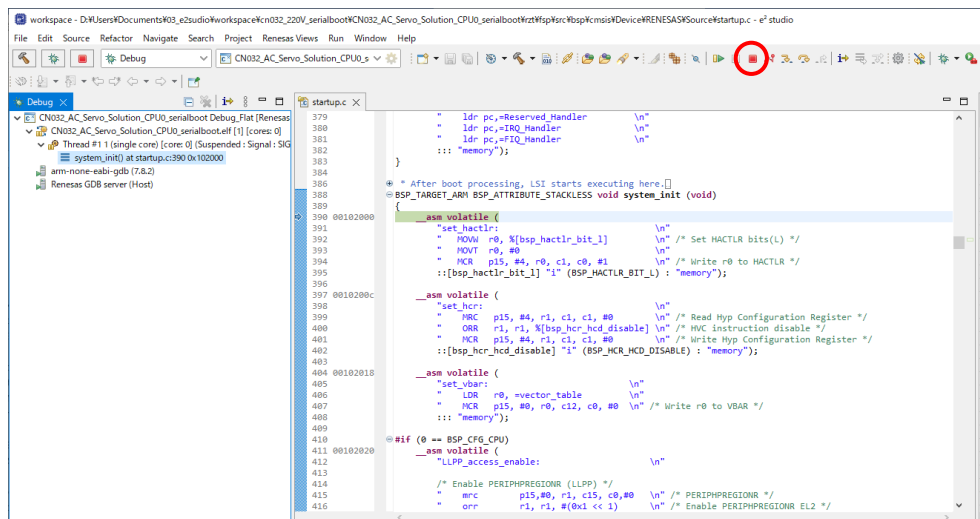 workspace - D:¥Users¥Documents¥03_e2sudio¥workspace¥cn032_220V_serialboot¥CN032_AC_Servo_Solution_CPU0_serialboot¥rzt¥fsp¥src¥bsp¥cmsis¥Device¥RENESAS¥Source¥startup.c - e² studio
File Edit Source Refactor Navigate Search Project Renesas Views Run Window Help
Debug CN032_AC_Servo_Solution_CPU0_s
Debug
startup.c
CN032_AC_Servo_Solution_CPU0_serialboot Debug_Flat [Renesas
CN032_AC_Servo_Solution_CPU0_serialboot.elf [1] [cores: 0]
Thread #1 1 (single core) [core: 0] (Suspended : Signal : SIG
system_init() at startup.c:390 0x102000
arm-none-eabi-gdb (7.8.2)
Renesas GDB server (Host)
379 " ldr pc,=Reserved_Handler \n"
380 " ldr pc,=IRQ_Handler \n"
381 " ldr pc,=FIQ_Handler \n"
382 ::: "memory");
383 }
384
386 * After boot processing, LSI starts executing here.
388 BSP_TARGET_ARM BSP_ATTRIBUTE_STACKLESS void system_init (void)
389 {
390 00102000 __asm volatile (
391 "set_hactlr: \n"
392 " MOVW r0, %[bsp_hactlr_bit_l] \n" /* Set HACTLR bits(L) */
393 " MOVT r0, #0 \n"
394 " MCR p15, #4, r0, c1, c0, #1 \n" /* Write r0 to HACTLR */
395 ::[bsp_hactlr_bit_l] "i" (BSP_HACTLR_BIT_L) : "memory");
396
397 0010200c __asm volatile (
398 "set_hcr: \n"
399 " MRC p15, #4, r1, c1, c1, #0 \n" /* Read Hyp Configuration Register */
400 " ORR r1, r1, %[bsp_hcr_hcd_disable] \n" /* HVC instruction disable */
401 " MCR p15, #4, r1, c1, c1, #0 \n" /* Write Hyp Configuration Register */
402 ::[bsp_hcr_hcd_disable] "i" (BSP_HCR_HCD_DISABLE) : "memory");
403
404 00102018 __asm volatile (
405 "set_vbar: \n"
406 " LDR r0, =vector_table \n"
407 " MCR p15, #0, r0, c12, c0, #0 \n" /* Write r0 to VBAR */
408 ::: "memory");
409
410 #if (0 == BSP_CFG_CPU)
411 00102020 __asm volatile (
412 "LLPP_access_enable: \n"
413
414 /* Enable PERIPHPREGIONR (LLPP) */
415 " mrc p15,#0, r1, c15, c0,#0 \n" /* PERIPHPREGIONR */
416 " orr r1, r1, #(0x1 << 1) \n" /* Enable PERIPHPREGIONR EL2 */